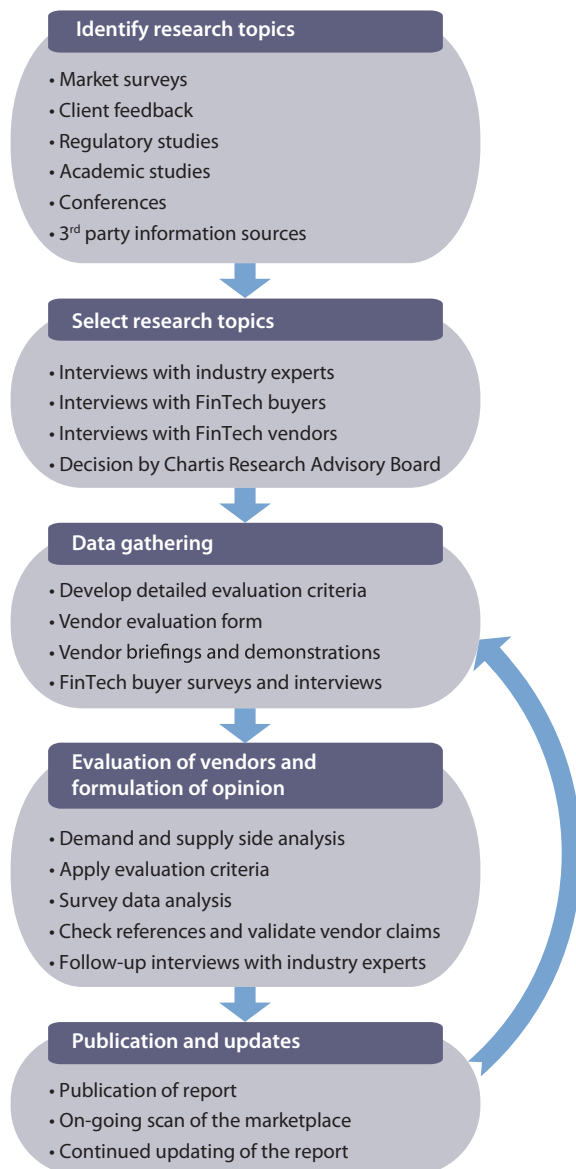 Identify research topics
• Market surveys
• Client feedback
• Regulatory studies
• Academic studies
• Conferences
• 3rd party information sources
Select research topics
• Interviews with industry experts
• Interviews with FinTech buyers
• Interviews with FinTech vendors
• Decision by Chartis Research Advisory Board
Data gathering
• Develop detailed evaluation criteria
• Vendor evaluation form
• Vendor briefings and demonstrations
• FinTech buyer surveys and interviews
Evaluation of vendors and
formulation of opinion
• Demand and supply side analysis
• Apply evaluation criteria
• Survey data analysis
• Check references and validate vendor claims
• Follow-up interviews with industry experts
Publication and updates
• Publication of report
• On-going scan of the marketplace
• Continued updating of the report